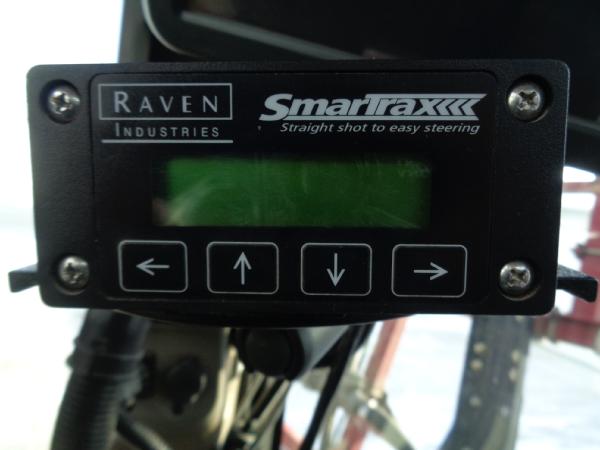 RAVEN
INDUSTRIES
SmarTrax
Straight shot to easy steering